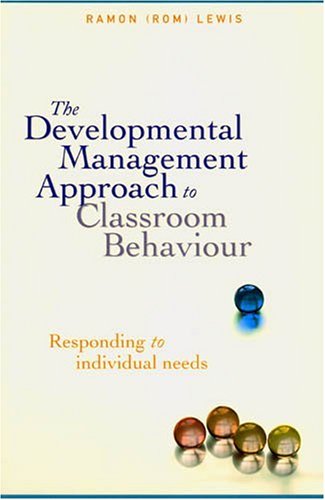 RAMON (ROM) LEWIS
The
Developmental
Management
Approach to
Classroom
Behaviour
Responding to
individual needs